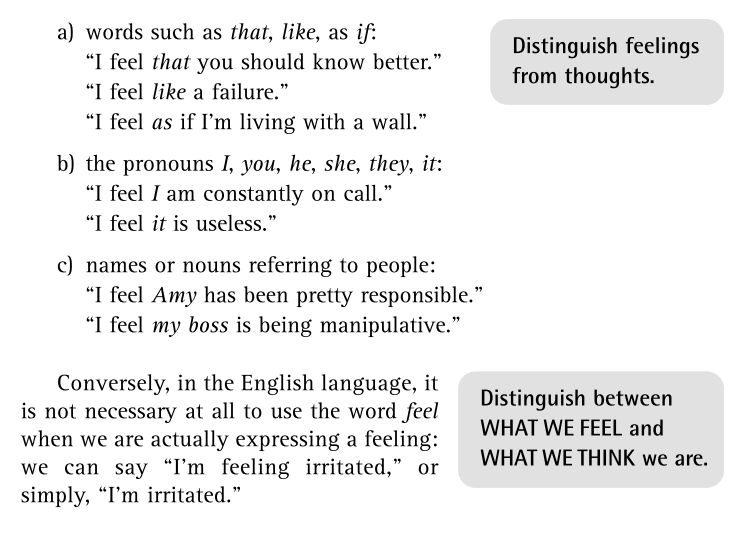 a) words such as that, like, as if:
“I feel that you should know better.”
“I feel like a failure.”
“I feel as if I’m living with a wall.”
Distinguish feelings
from thoughts.
b) the pronouns I, you, he, she, they, it:
“I feel I am constantly on call.”
“I feel it is useless.”
c) names or nouns referring to people:
“I feel Amy has been pretty responsible.”
“I feel my boss is being manipulative.”
Conversely, in the English language, it
is not necessary at all to use the word feel
when we are actually expressing a feeling:
we can say “I’m feeling irritated,” or
simply, “I’m irritated.”
Distinguish between
WHAT WE FEEL and
WHAT WE THINK we are.